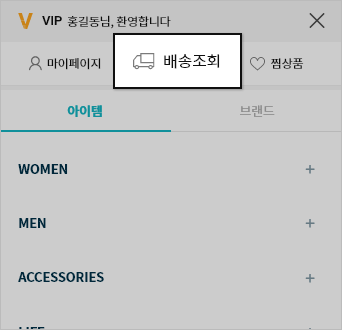 V VIP 홍길동님, 환영합니다
마이페이지 배송조회 찜상품
아이템 브랜드
WOMEN +
MEN +
ACCESSORIES +